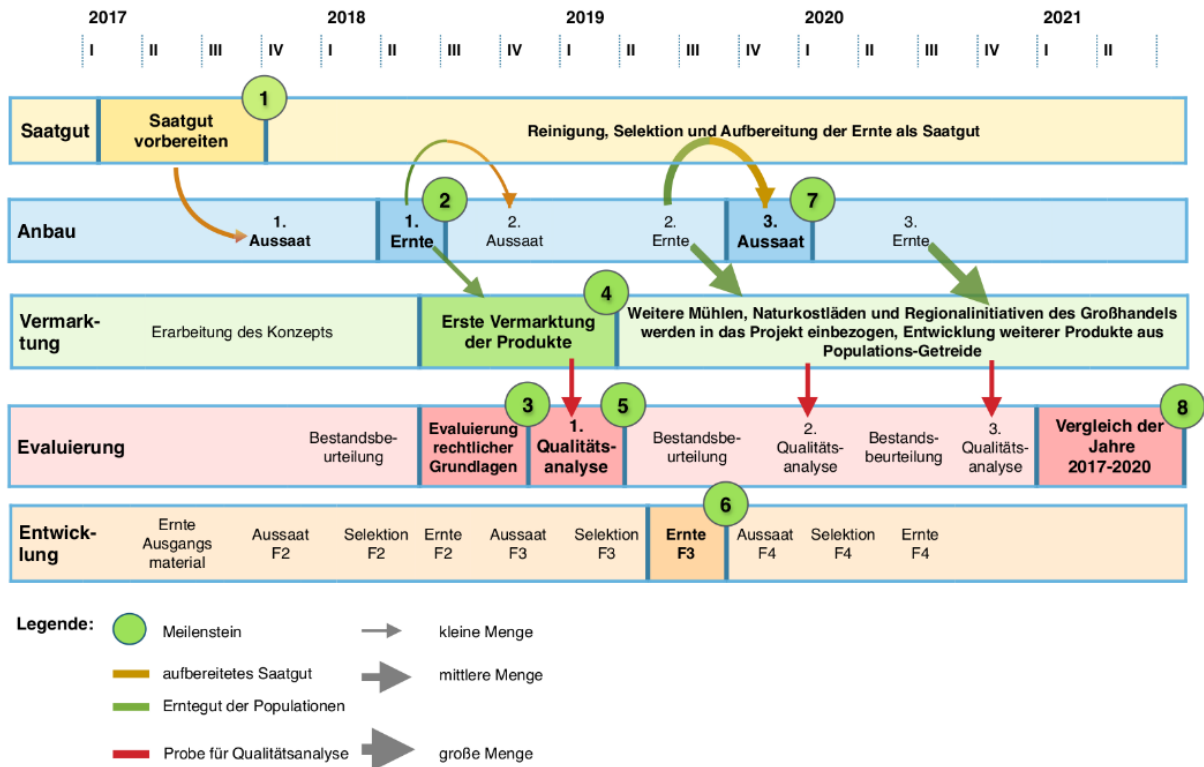 2017 2018 2019 2020 2021
I II III IV I II III IV I II III IV I II III IV I II
1
Saatgut
Saatgut
vorbereiten
Reinigung, Selektion und Aufbereitung der Ernte als Saatgut
Anbau
1.
Aussaat
1.
Ernte
2
2.
Aussaat
2.
Ernte
3.
Aussaat
7
3.
Ernte
Vermark-
tung
Erarbeitung des Konzepts
Erste Vermarktung
der Produkte
4
Weitere Mühlen, Naturkostläden und Regionalinitiativen des Großhandels
werden in das Projekt einbezogen, Entwicklung weiterer Produkte aus
Populations-Getreide
Evaluierung
Bestandsbe-
urteilung
Evaluierung
rechtlicher
Grundlagen
3
1.
Qualitäts-
analyse
5
Bestandsbe-
urteilung
2.
Qualitäts-
analyse
Bestands-
beurteilung
3.
Qualitäts-
analyse
Vergleich der
Jahre
2017-2020
8
Entwick-
lung
Ernte
Ausgangs
material
Aussaat
F2
Selektion
F2
Ernte
F2
Aussaat
F3
Selektion
F3
Ernte
F3
6
Aussaat
F4
Selektion
F4
Ernte
F4
Legende:
Meilenstein
kleine Menge
aufbereitetes Saatgut
mittlere Menge
Erntegut der Populationen
Probe für Qualitätsanalyse
große Menge